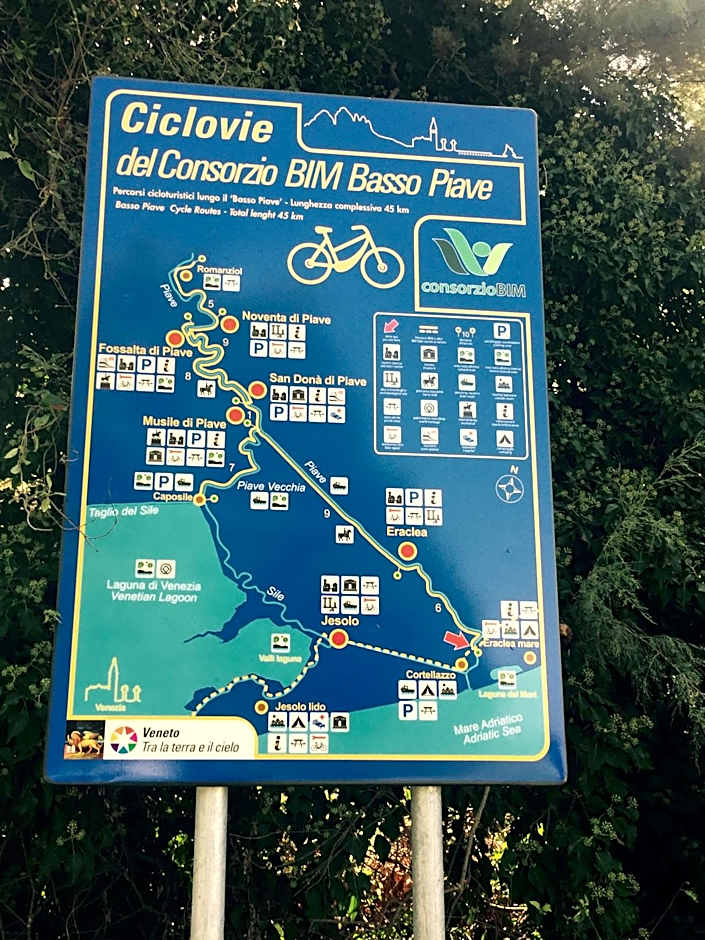 Ciclovie
del Consorzio BIM Basso Piave
Percorsi cicloturistici lungo il 'Basso Piave' - Lunghezza complessiva 45 km
Basso Piave Cycle Routes - Total lenght 45 km
consorzioBIM
Romanziol
Piave
5
Noventa di Piave
P
i
9
Fossalta di Piave
P
i
8
San Donà di Piave
P
i
P
i
Musile di Piave
1
P
i
7
P
Caposile
Piave Vecchia
Piave
9
P
10
N
Taglio del Sile
P
i
P
i
Eraclea
Laguna di Venezia
Venetian Lagoon
Sile
6
Jesolo
i
Eraclea mare
Valli laguna
Cortellazzo
P
Laguna del Mort
Venezia
Jesolo lido
i
Mare Adriatico
Adriatic Sea
Veneto
Tra la terra e il cielo